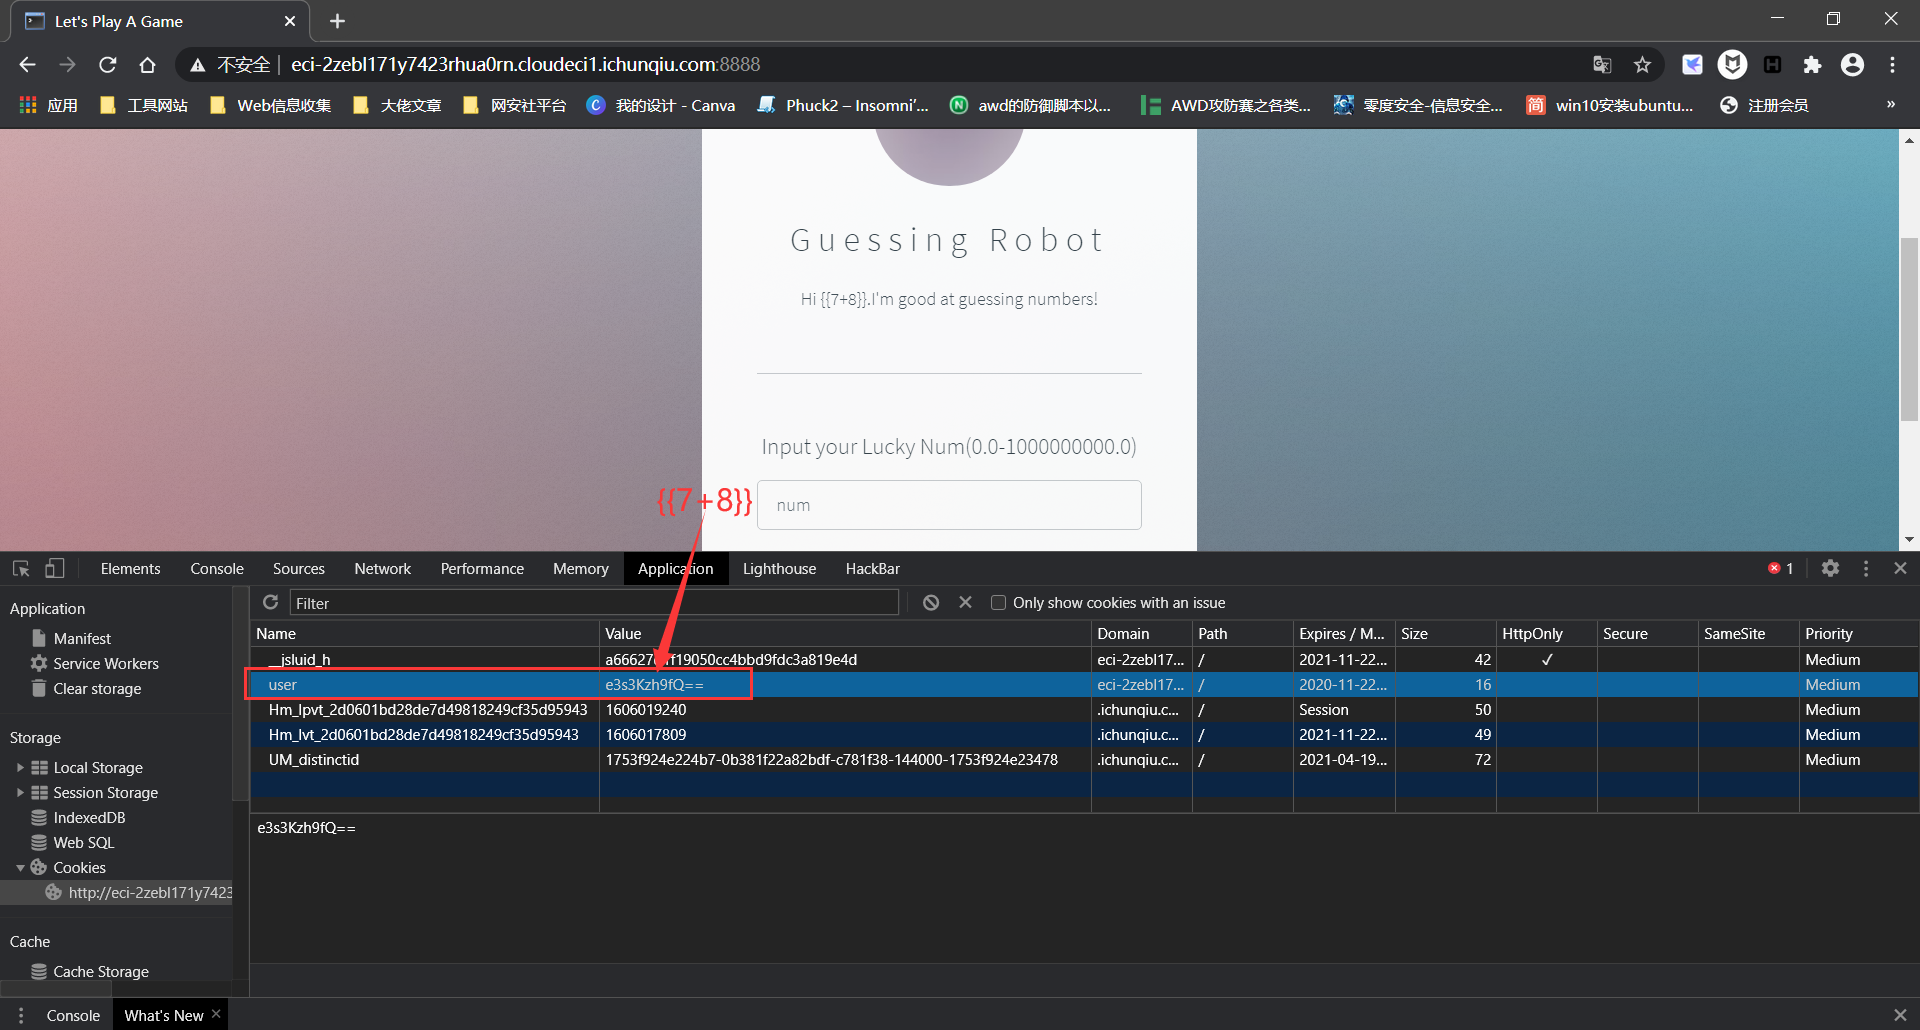 Let's Play A Game
不安全 eci-2zebl171y7423rhua0rn.cloudeci1.ichunqiu.com:8888
应用 工具网站 Web信息收集 大佬文章 网安社平台 我的设计 - Canva Phuck2 – Insomni'... awd的防御脚本以... AWD攻防赛之各类... 零度安全-信息安全... 简 win10安装ubuntu... 注册会员 »
Guessing Robot
Hi {{7+8}}.I'm good at guessing numbers!
Input your Lucky Num(0.0-1000000000.0)
{{7+8}}
num
Elements Console Sources Network Performance Memory Application Lighthouse HackBar 1
Application
Manifest
Service Workers
Clear storage
Storage
Local Storage
Session Storage
IndexedDB
Web SQL
Cookies
http://eci-2zebl171y7423
Cache
Cache Storage
Filter Only show cookies with an issue
Name Value Domain Path Expires / M... Size HttpOnly Secure SameSite Priority
__jsluid_h eci-2zebl17... / 2021-11-22... 42 ✓ Medium
user e3s3Kzh9fQ== eci-2zebl17... / 2020-11-22... 16 Medium
Hm_lpvt_2d0601bd28de7d49818249cf35d95943 1606019240 .ichunqiu.c... / Session 50 Medium
Hm_lvt_2d0601bd28de7d49818249cf35d95943 1606017809 .ichunqiu.c... / 2021-11-22... 49 Medium
UM_distinctid 1753f924e224b7-0b381f22a82bdf-c781f38-144000-1753f924e23478 .ichunqiu.c... / 2021-04-19... 72 Medium
e3s3Kzh9fQ==
Console What's New